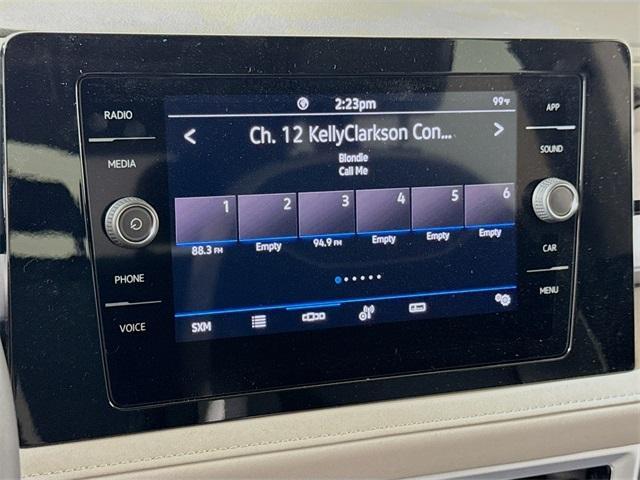 RADIO
MEDIA
PHONE
VOICE
2:23pm
99°F
Ch. 12 KellyClarkson Con...
Blondie
Call Me
1 2 3 4 5 6
88.3 FM Empty 94.9 FM Empty Empty Empty
SXM
APP
SOUND
CAR
MENU